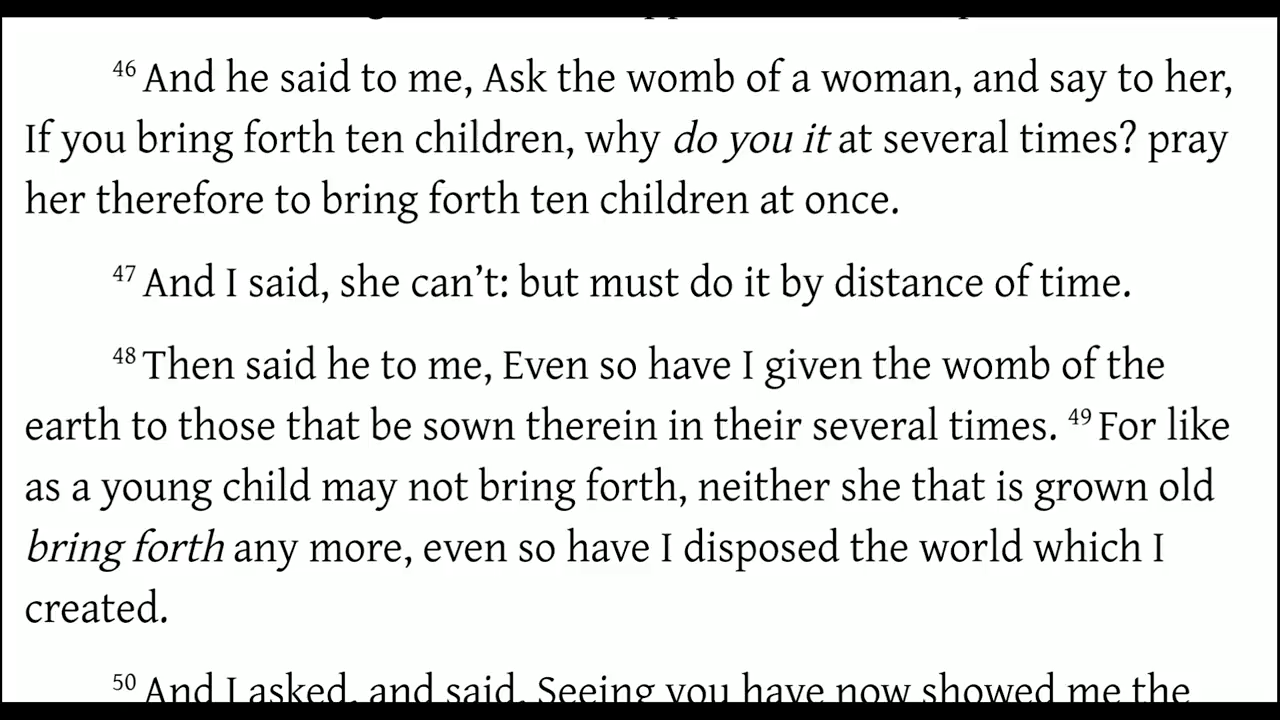 46 And he said to me, Ask the womb of a woman, and say to her,
If you bring forth ten children, why do you it at several times? pray
her therefore to bring forth ten children at once.
47 And I said, she can’t: but must do it by distance of time.
48 Then said he to me, Even so have I given the womb of the
earth to those that be sown therein in their several times. 49 For like
as a young child may not bring forth, neither she that is grown old
bring forth any more, even so have I disposed the world which I
created.
50 And I asked, and said, Seeing you have now showed me the